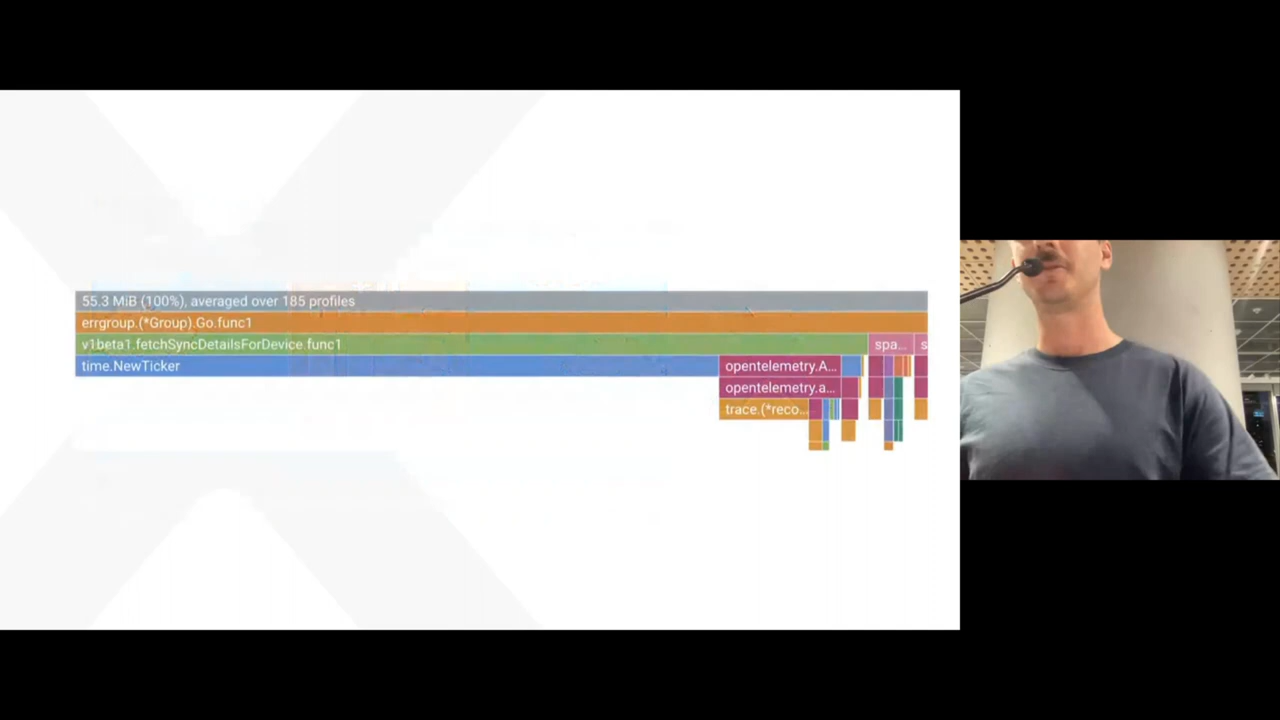 55.3 MiB (100%), averaged over 185 profiles
errgroup.(*Group).Go.func1
v1beta1.fetchSyncDetailsForDevice.func1 spa... s
time.NewTicker opentelemetry.A...
opentelemetry.a...
trace.(*reco...